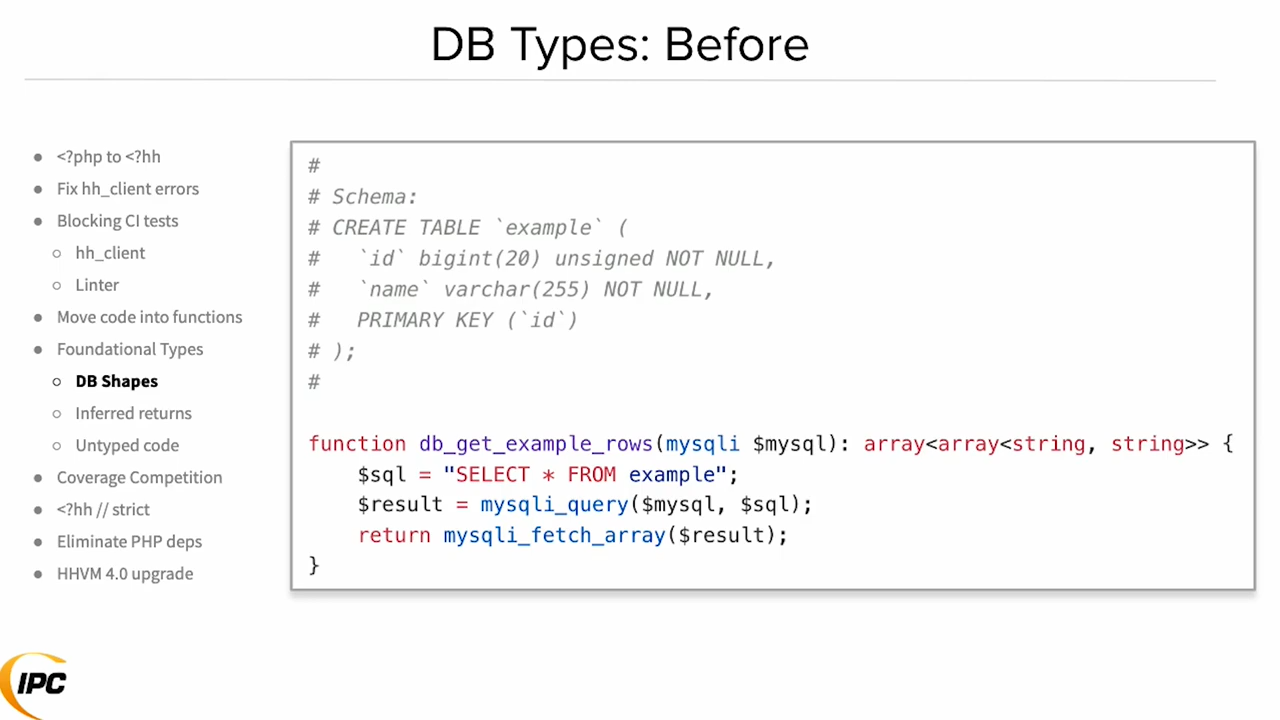 DB Types: Before
<?php to <?hh
Fix hh_client errors
Blocking CI tests
hh_client
Linter
Move code into functions
Foundational Types
DB Shapes
Inferred returns
Untyped code
Coverage Competition
<?hh // strict
Eliminate PHP deps
HHVM 4.0 upgrade
#
# Schema:
# CREATE TABLE `example` (
#   `id` bigint(20) unsigned NOT NULL,
#   `name` varchar(255) NOT NULL,
#   PRIMARY KEY (`id`)
# );
#
function db_get_example_rows(mysqli $mysql): array<array<string, string>> {
    $sql = "SELECT * FROM example";
    $result = mysqli_query($mysql, $sql);
    return mysqli_fetch_array($result);
}
IPC